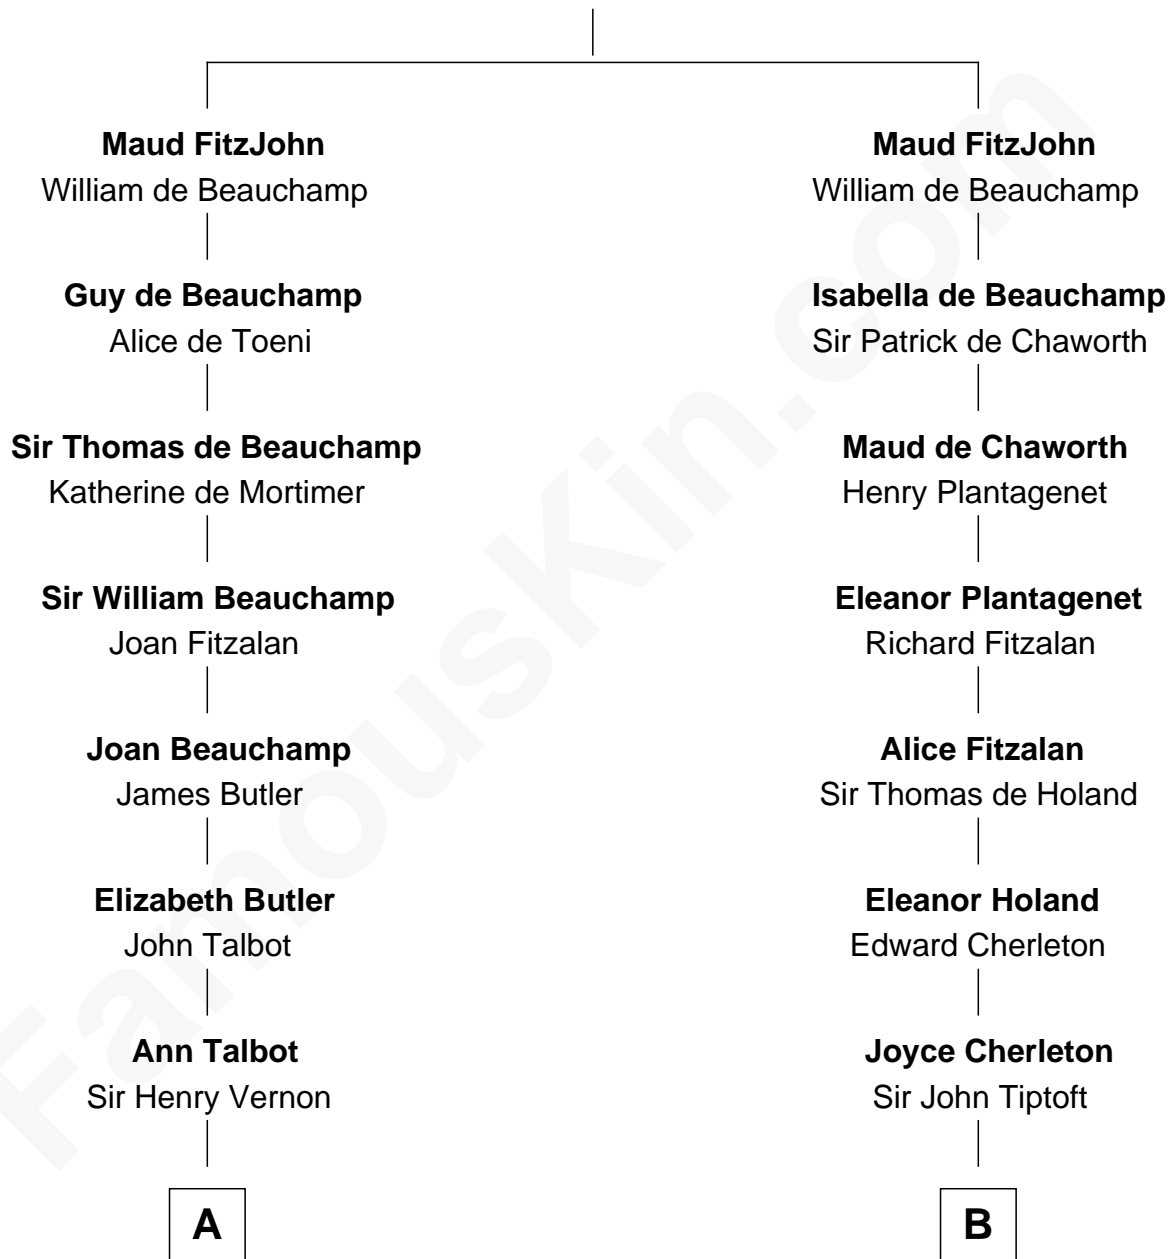 Maud FitzJohn
William de Beauchamp
Guy de Beauchamp
Alice de Toeni
Sir Thomas de Beauchamp
Katherine de Mortimer
Sir William Beauchamp
Joan Fitzalan
Joan Beauchamp
James Butler
Elizabeth Butler
John Talbot
Ann Talbot
Sir Henry Vernon
A
Maud FitzJohn
William de Beauchamp
Isabella de Beauchamp
Sir Patrick de Chaworth
Maud de Chaworth
Henry Plantagenet
Eleanor Plantagenet
Richard Fitzalan
Alice Fitzalan
Sir Thomas de Holand
Eleanor Holand
Edward Cherleton
Joyce Cherleton
Sir John Tiptoft
B
FamousKin.com